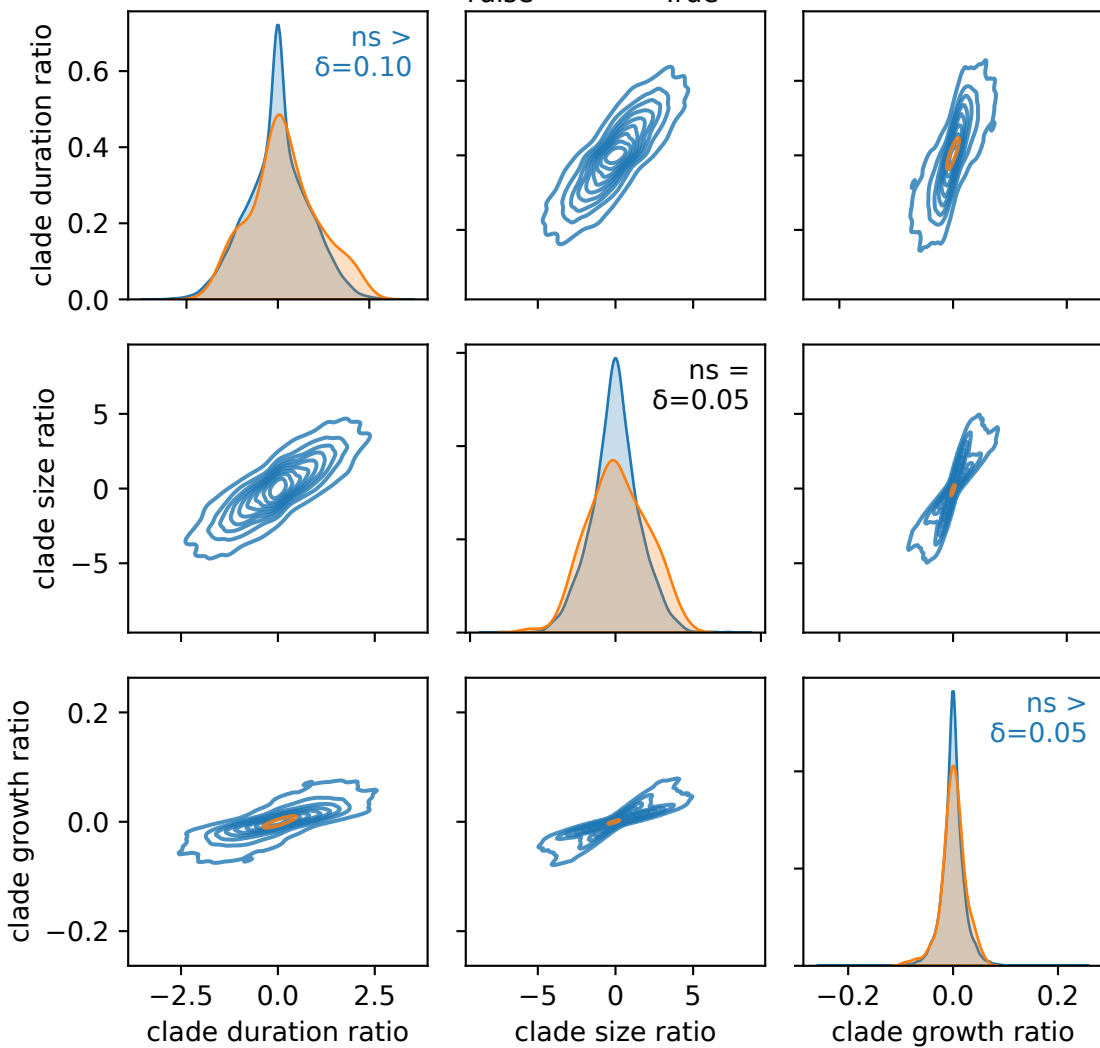 clade duration ratio
0.6
0.4
0.2
0.0
ns >
δ=0.10
clade size ratio
5
0
−5
ns =
δ=0.05
clade growth ratio
0.2
0.0
−0.2
ns >
δ=0.05
−2.5 0.0 2.5
−5 0 5
−0.2 0.0 0.2
clade duration ratio
clade size ratio
clade growth ratio